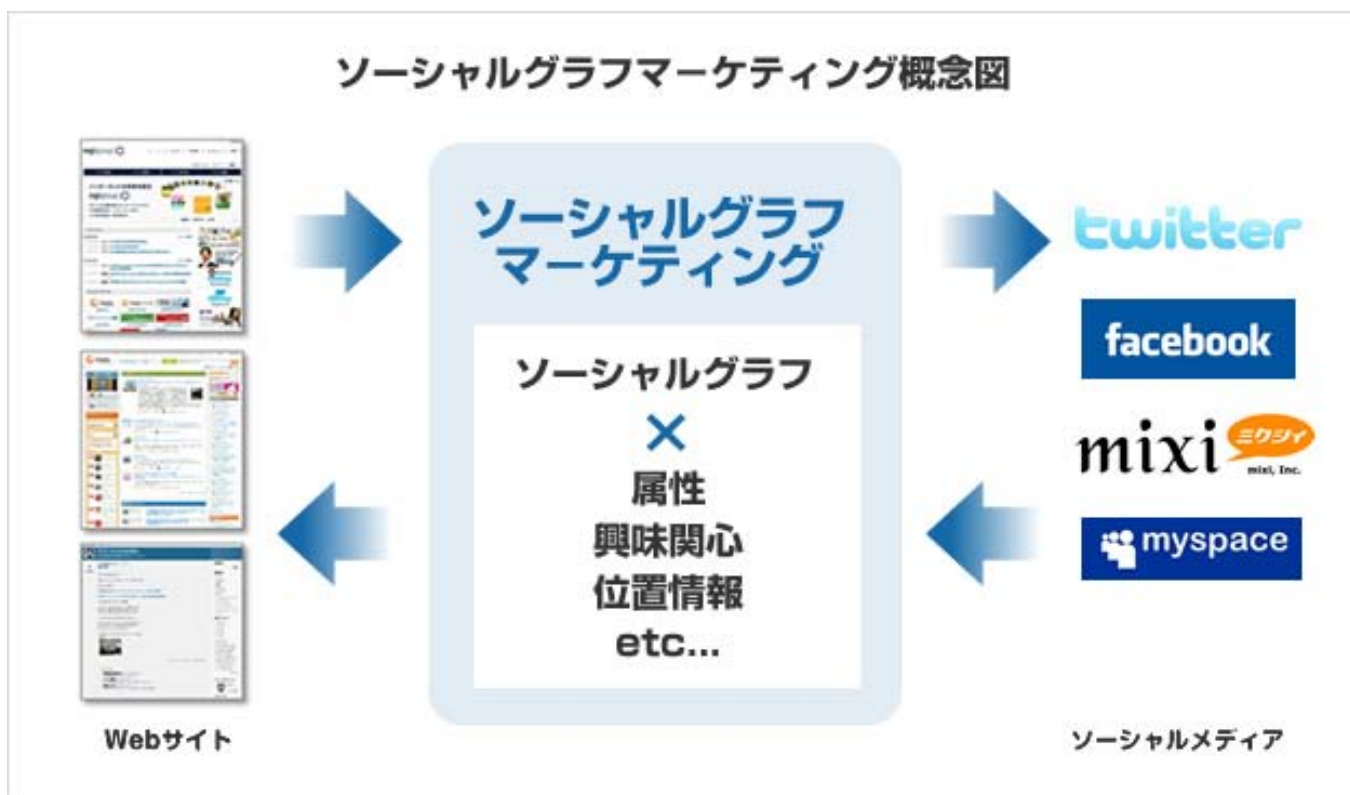 ソーシャルグラフマーケティング概念図
ソーシャルグラフ
マーケティング
ソーシャルグラフ
×
属性
興味関心
位置情報
etc...
twitter
facebook
mixi
ミクシィ
mixi, Inc.
myspace
Webサイト
ソーシャルメディア